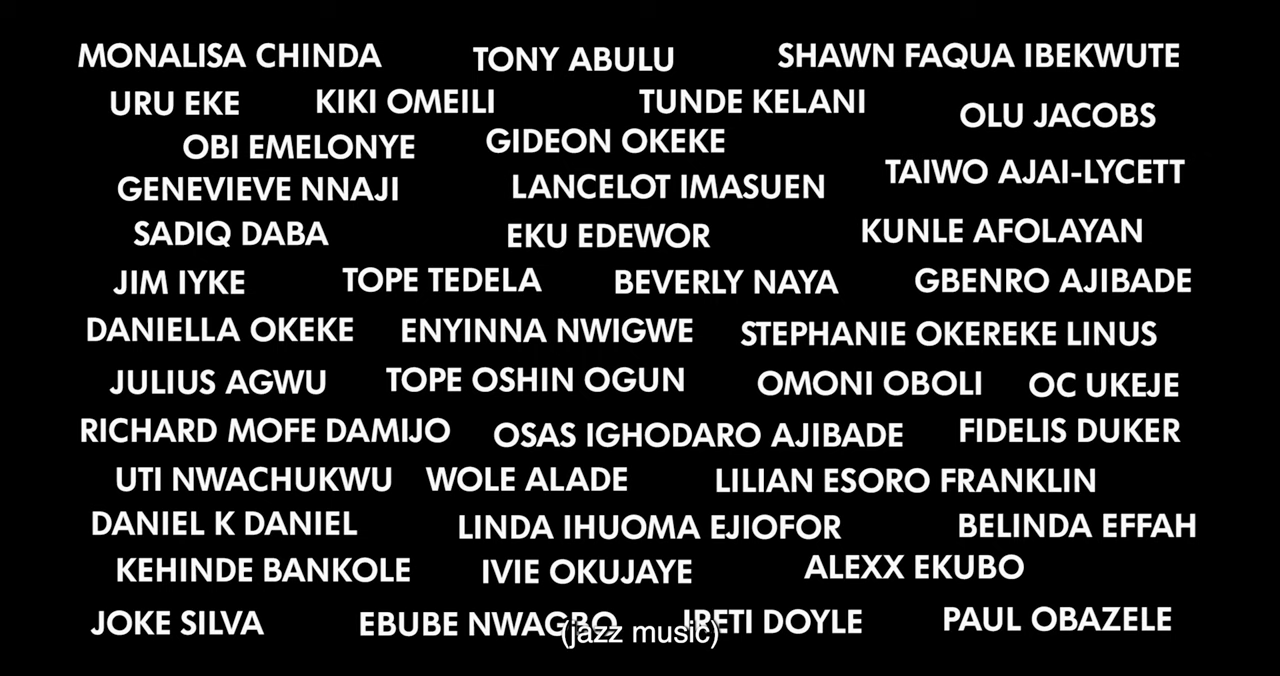 MONALISA CHINDA TONY ABULU SHAWN FAQUA IBEKWUTE
URU EKE KIKI OMEILI TUNDE KELANI OLU JACOBS
OBI EMELONYE GIDEON OKEKE
GENEVIEVE NNAJI LANCELOT IMASUEN TAIWO AJAI-LYCETT
SADIQ DABA EKU EDEWOR KUNLE AFOLAYAN
JIM IYKE TOPE TEDELA BEVERLY NAYA GBENRO AJIBADE
DANIELLA OKEKE ENYINNA NWIGWE STEPHANIE OKEREKE LINUS
JULIUS AGWU TOPE OSHIN OGUN OMONI OBOLI OC UKEJE
RICHARD MOFE DAMIJO OSAS IGHODARO AJIBADE FIDELIS DUKER
UTI NWACHUKWU WOLE ALADE LILIAN ESORO FRANKLIN
DANIEL K DANIEL LINDA IHUOMA EJIOFOR BELINDA EFFAH
KEHINDE BANKOLE IVIE OKUJAYE ALEXX EKUBO
JOKE SILVA EBUBE NWAGBO IRETI DOYLE PAUL OBAZELE
(jazz music)